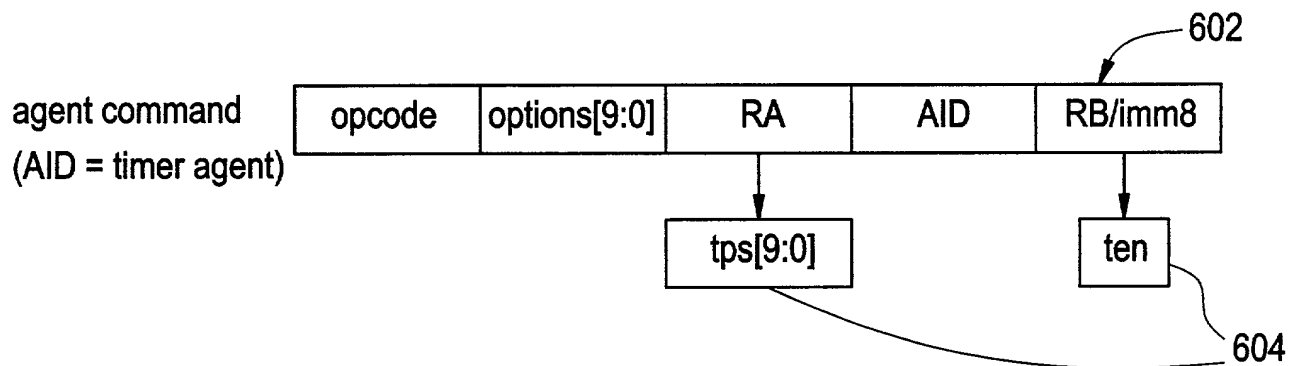 602
agent command
(AID = timer agent)
opcode
options[9:0]
RA
AID
RB/imm8
tps[9:0]
ten
604